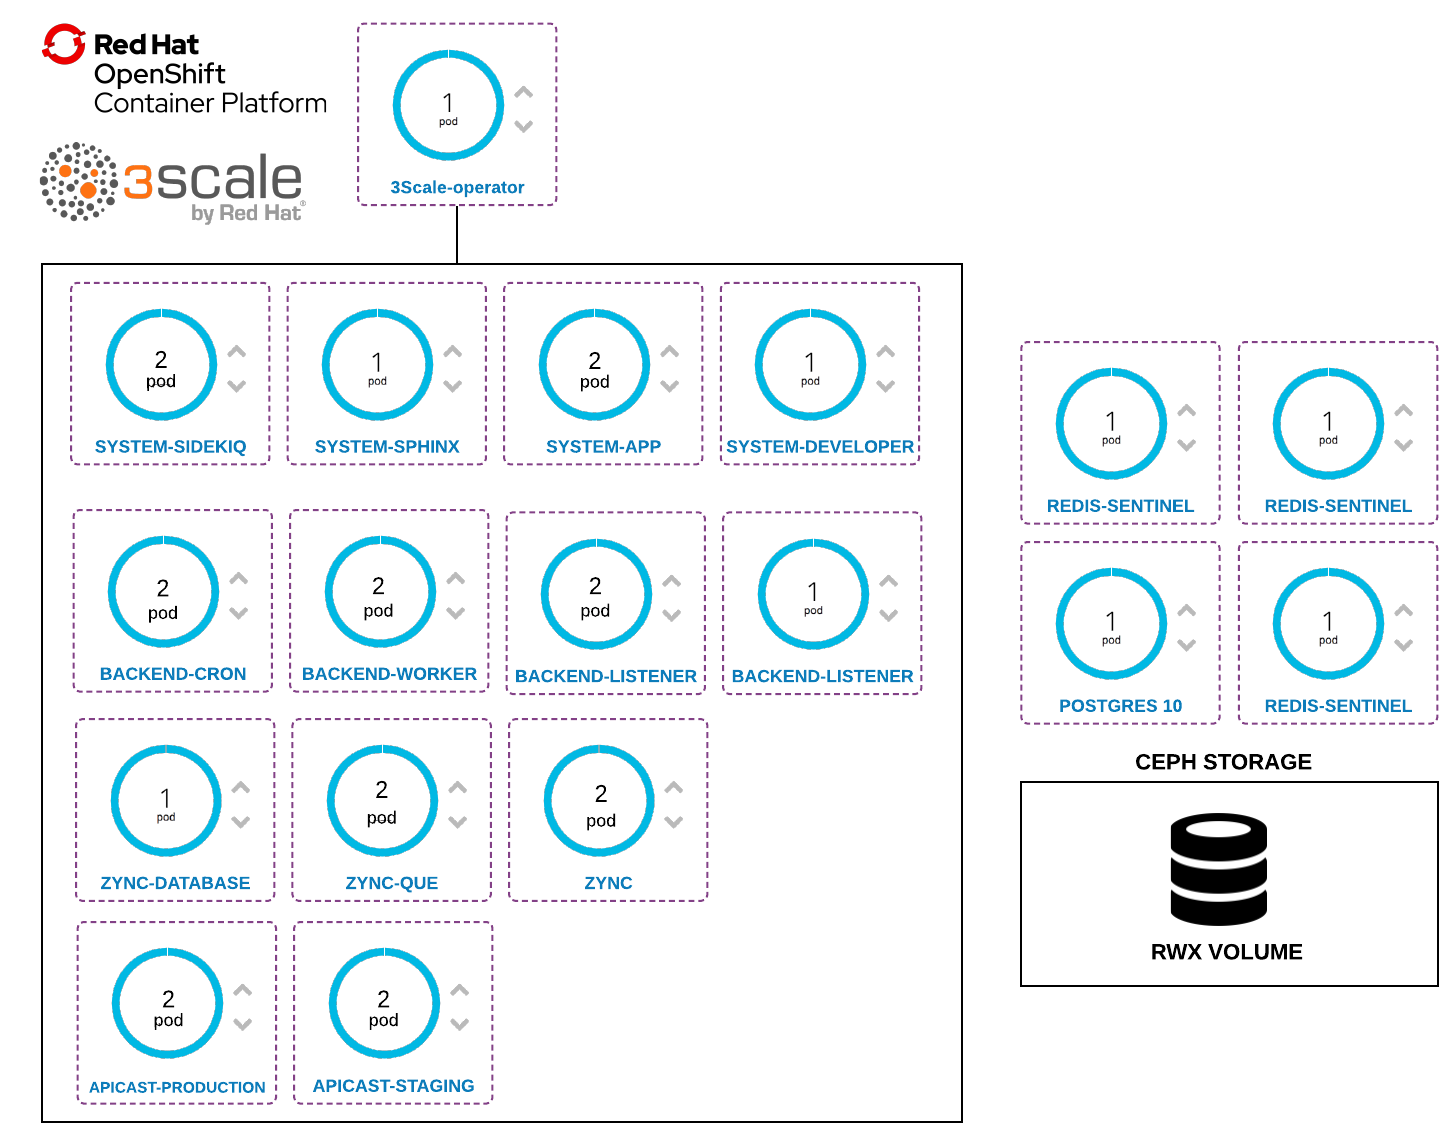 Red Hat
OpenShift
Container Platform
3scale
by Red Hat®
1
pod
3Scale-operator
2
pod
SYSTEM-SIDEKIQ
1
pod
SYSTEM-SPHINX
2
pod
SYSTEM-APP
1
pod
SYSTEM-DEVELOPER
2
pod
BACKEND-CRON
2
pod
BACKEND-WORKER
2
pod
BACKEND-LISTENER
1
pod
BACKEND-LISTENER
1
pod
ZYNC-DATABASE
2
pod
ZYNC-QUE
2
pod
ZYNC
2
pod
APICAST-PRODUCTION
2
pod
APICAST-STAGING
1
pod
REDIS-SENTINEL
1
pod
REDIS-SENTINEL
1
pod
POSTGRES 10
1
pod
REDIS-SENTINEL
CEPH STORAGE
RWX VOLUME